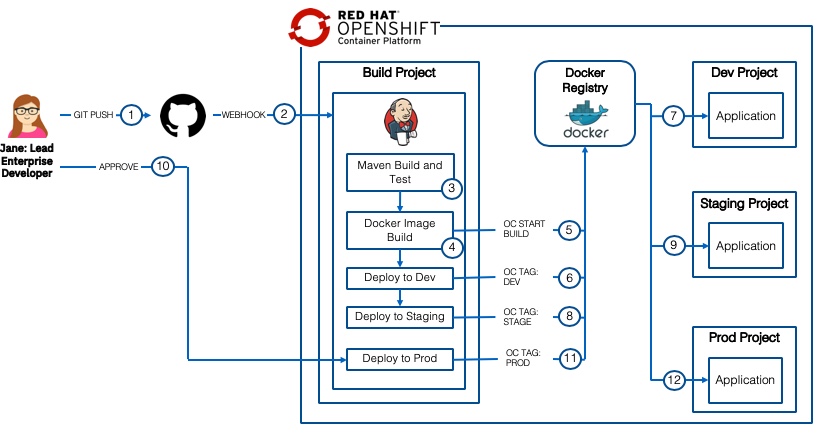 RED HAT
OPENSHIFT
Container Platform
Build Project
Docker
Registry
docker
Dev Project
Application
7
GIT PUSH
1
WEBHOOK
2
Jane: Lead
Enterprise
Developer
APPROVE
10
Maven Build and
Test
3
Docker Image
Build
4
OC START
BUILD
5
Deploy to Dev
OC TAG:
DEV
6
Deploy to Staging
OC TAG:
STAGE
8
Deploy to Prod
OC TAG:
PROD
11
Staging Project
9
Application
Prod Project
12
Application